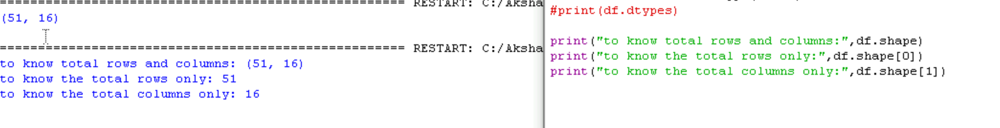 =================================================== RESTART: C:/Aksha
(51, 16)
=================================================== RESTART: C:/Aksha
to know total rows and columns: (51, 16)
to know the total rows only: 51
to know the total columns only: 16
#print(df.dtypes)
print("to know total rows and columns:",df.shape)
print("to know the total rows only:",df.shape[0])
print("to know the total columns only:",df.shape[1])